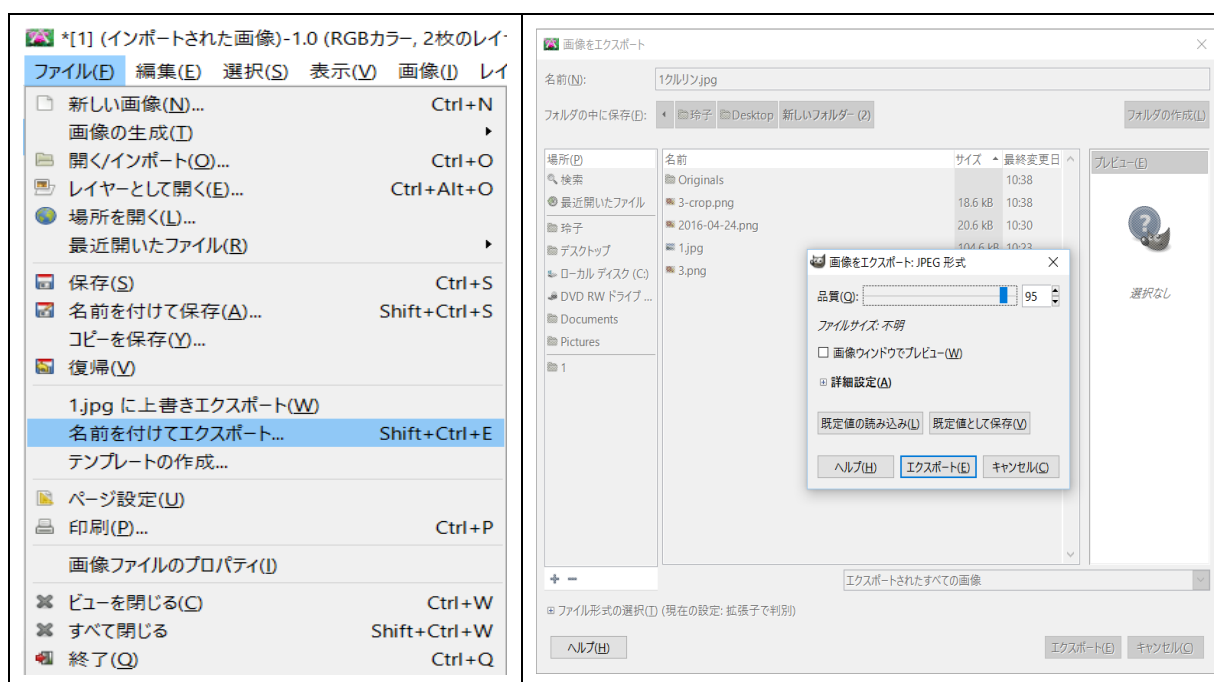 *[1] (インポートされた画像)-1.0 (RGBカラー, 2枚のレイ
ファイル(F) 編集(E) 選択(S) 表示(V) 画像(I) レイ
新しい画像(N)... Ctrl+N
画像の生成(T)
開く/インポート(O)... Ctrl+O
レイヤーとして開く(E)... Ctrl+Alt+O
場所を開く(L)...
最近開いたファイル(R)
保存(S) Ctrl+S
名前を付けて保存(A)... Shift+Ctrl+S
コピーを保存(Y)...
復帰(V)
1.jpg に上書きエクスポート(W)
名前を付けてエクスポート... Shift+Ctrl+E
テンプレートの作成...
ページ設定(U)
印刷(P)... Ctrl+P
画像ファイルのプロパティ(I)
ビューを閉じる(C) Ctrl+W
すべて閉じる Shift+Ctrl+W
終了(Q) Ctrl+Q
画像をエクスポート
名前(N): 1クルリン.jpg
フォルダの中に保存(F): 玲子 Desktop 新しいフォルダー (2) フォルダの作成(L)
場所(P)
検索
最近開いたファイル
玲子
デスクトップ
ローカル ディスク (C:)
DVD RW ドライブ ...
Documents
Pictures
1
名前 サイズ 最終変更日
Originals 10:38
3-crop.png 18.6 kB 10:38
2016-04-24.png 20.6 kB 10:30
1.jpg 104.6 kB 10:23
3.png
プレビュー(E)
選択なし
画像をエクスポート: JPEG 形式
品質(Q): 95
ファイルサイズ: 不明
画像ウィンドウでプレビュー(W)
詳細設定(A)
既定値の読み込み(L) 既定値として保存(V)
ヘルプ(H) エクスポート(E) キャンセル(C)
エクスポートされたすべての画像
ファイル形式の選択(T) (現在の設定: 拡張子で判別)
ヘルプ(H) エクスポート(E) キャンセル(C)